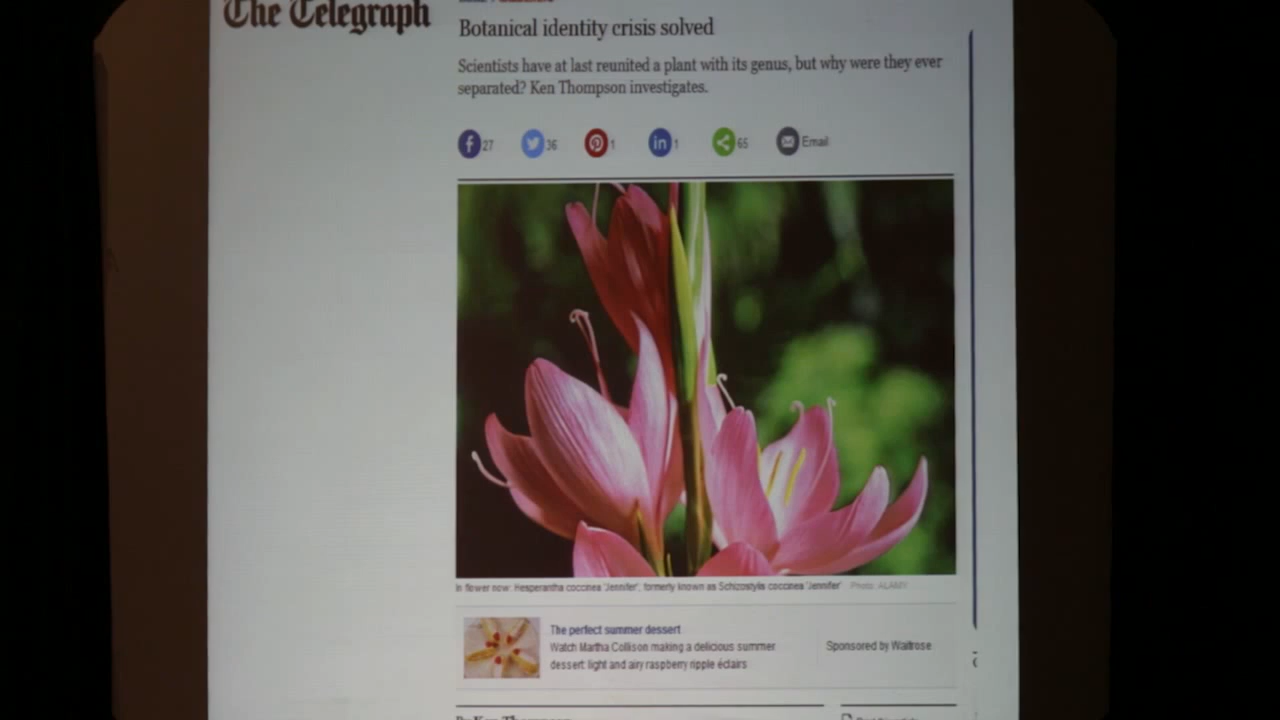 The Telegraph
Botanical identity crisis solved
Scientists have at last reunited a plant with its genus, but why were they ever
separated? Ken Thompson investigates.
27
36
1
1
65
Email
In flower now: Hesperantha coccinea 'Jennifer', formerly known as Schizostylis coccinea 'Jennifer' Photo: ALAMY
The perfect summer dessert
Watch Martha Collison making a delicious summer
dessert: light and airy raspberry ripple éclairs
Sponsored by Waitrose
By Ken Thompson